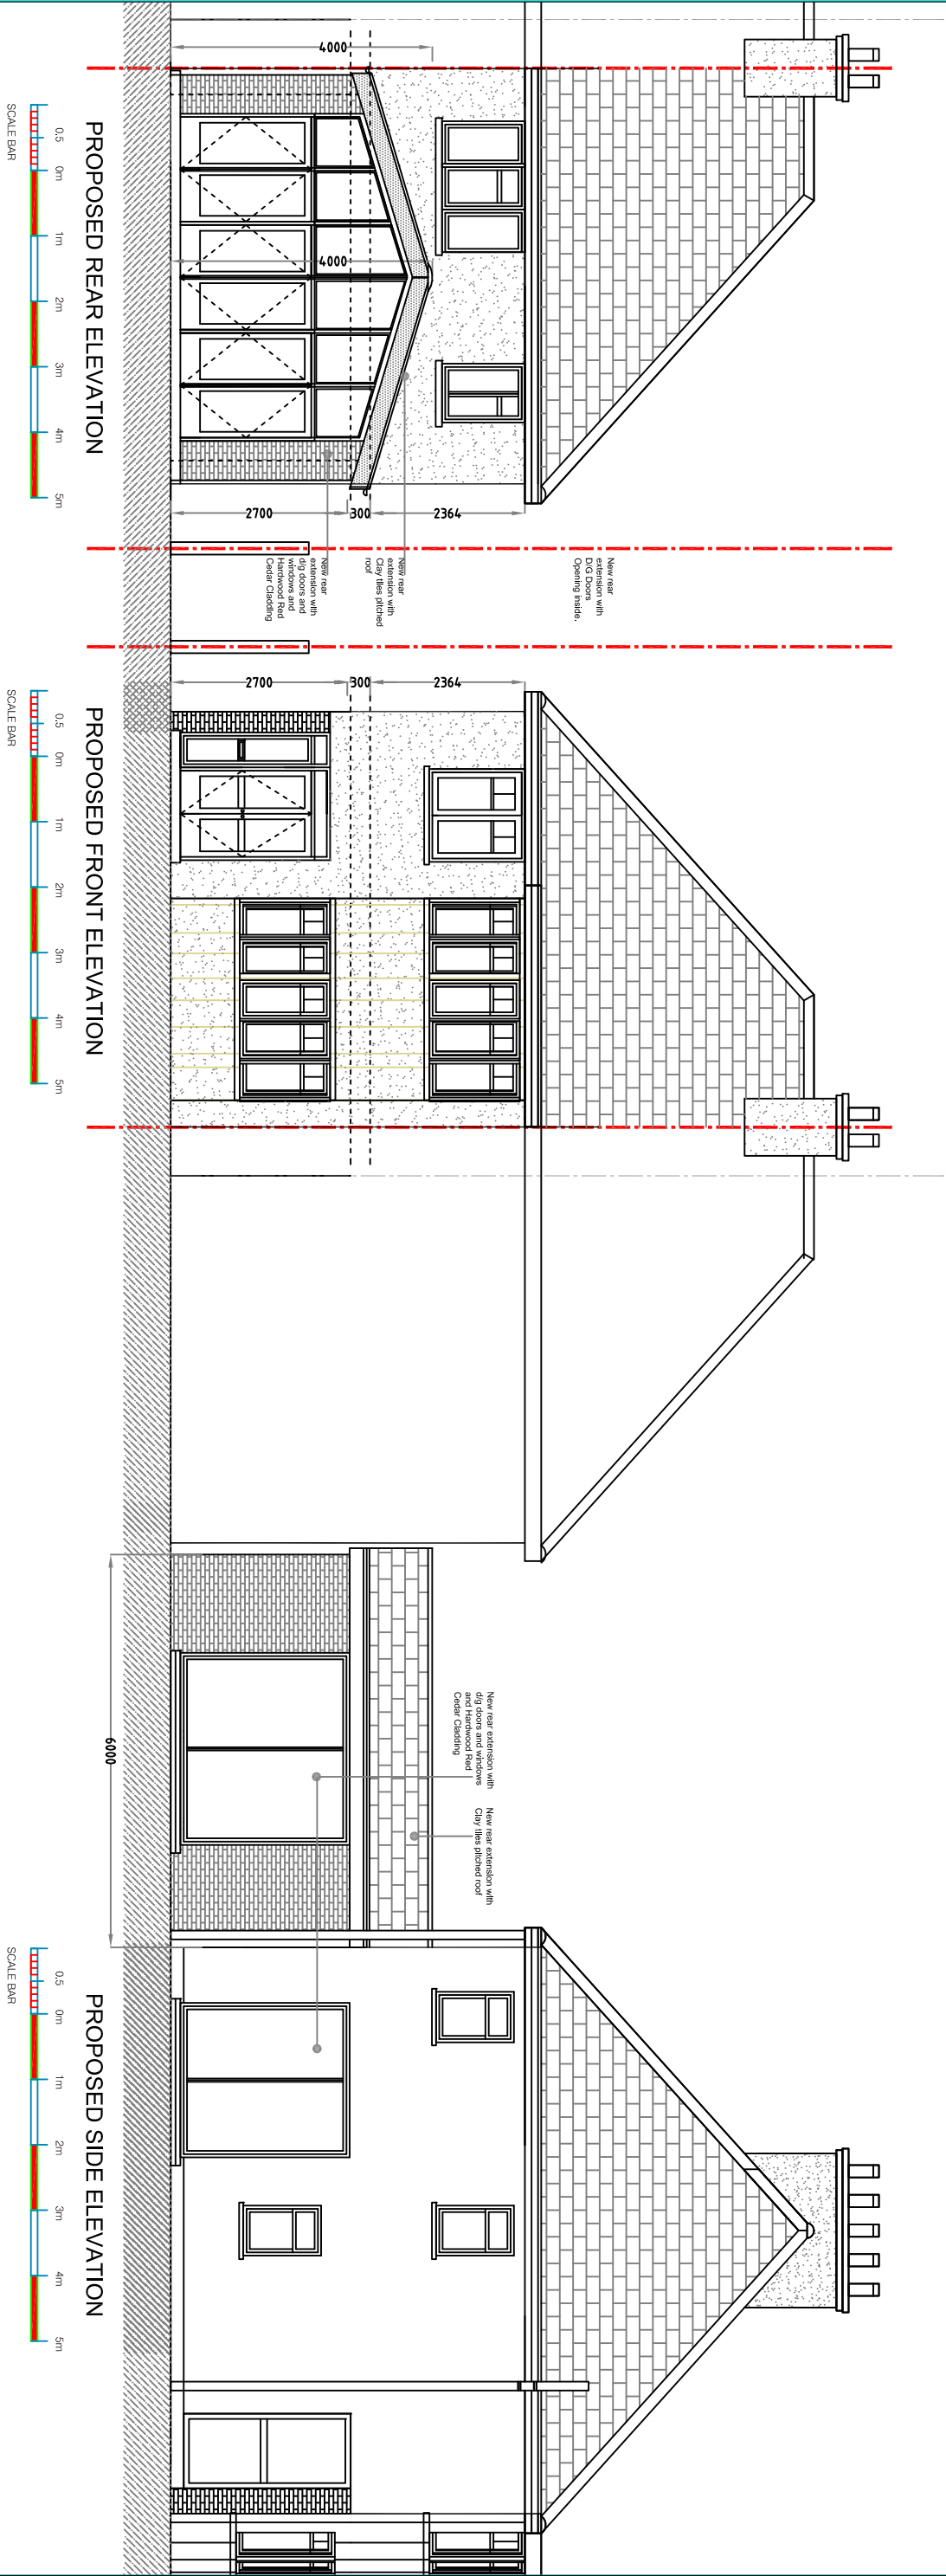 4000
4000
2700
300
2364
New rear
extension with
D/G Doors
Opening inside.
New rear
extension with
Clay tiles pitched
roof
New rear
extension with
d/g doors and
windows and
Hardwood Red
Cedar Cladding
PROPOSED REAR ELEVATION
0.5 0m 1m 2m 3m 4m 5m
SCALE BAR
2700
300
2364
PROPOSED FRONT ELEVATION
0.5 0m 1m 2m 3m 4m 5m
SCALE BAR
New rear extension with
d/g doors and windows
and Hardwood Red
Cedar Cladding
New rear extension with
Clay tiles pitched roof
6000
PROPOSED SIDE ELEVATION
0.5 0m 1m 2m 3m 4m 5m
SCALE BAR